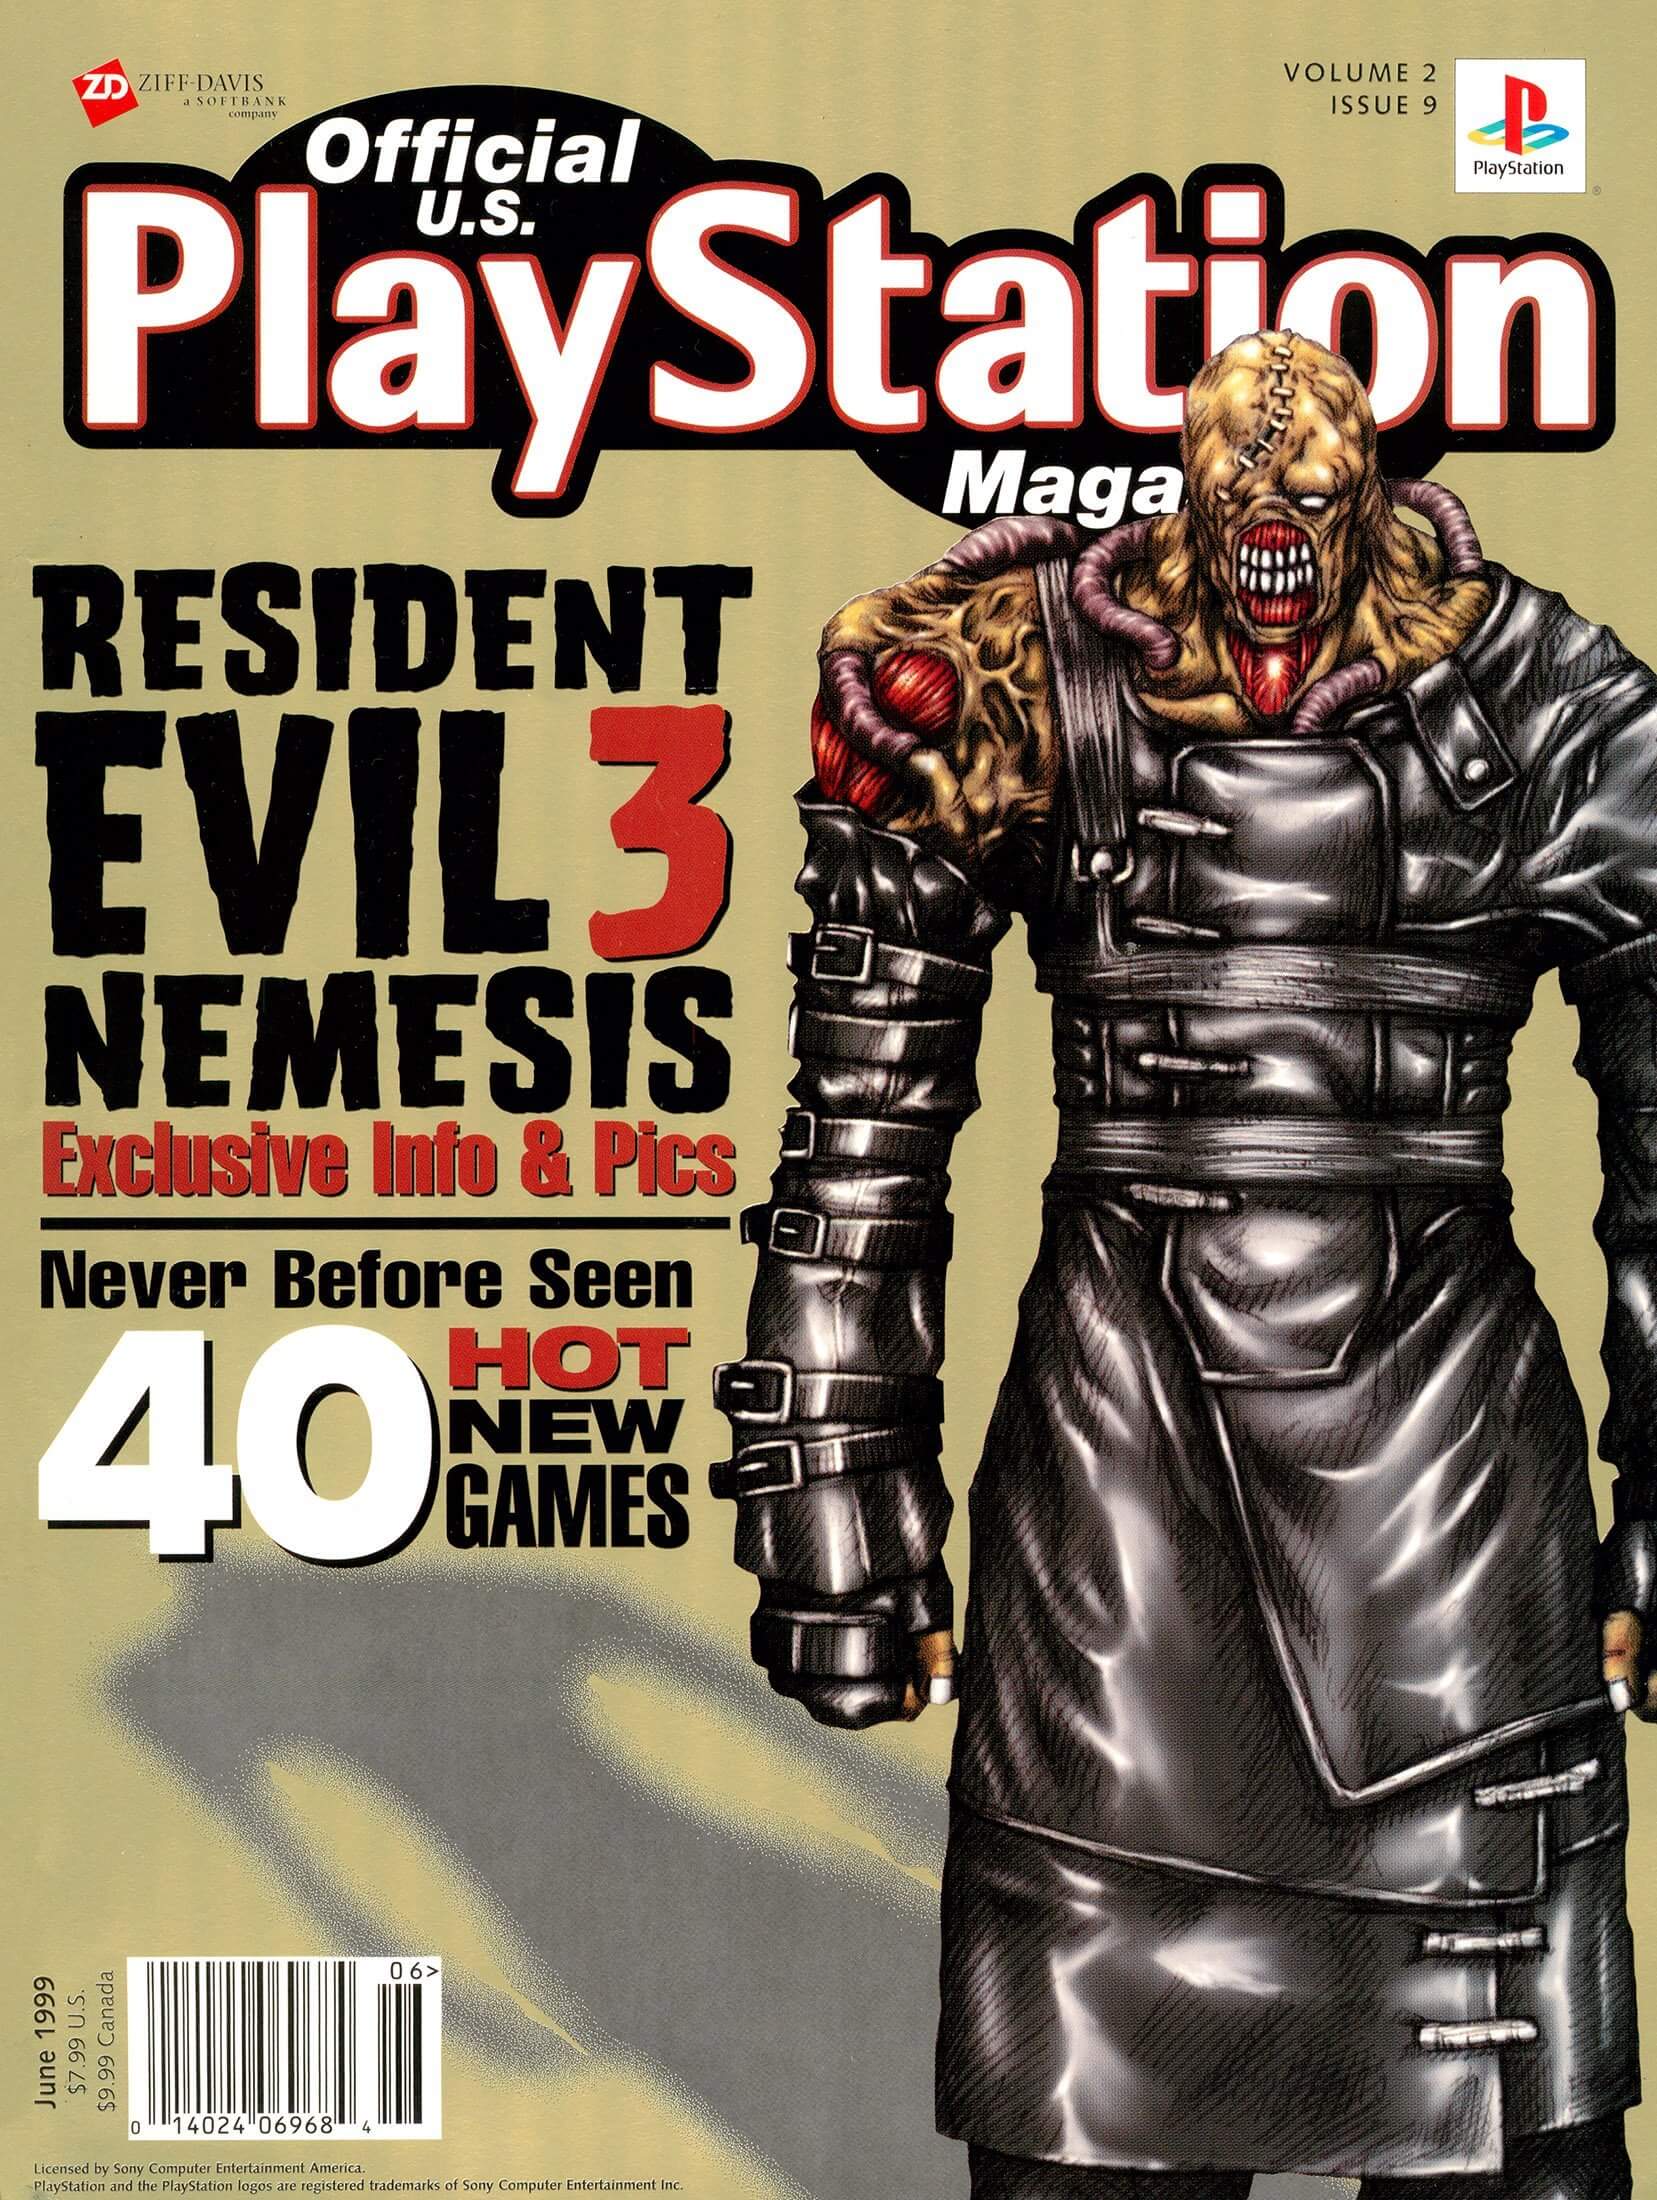 ZD ZIFF-DAVIS
a SOFTBANK
company
VOLUME 2
ISSUE 9
PlayStation
®
Official
U.S.
PlayStation
Maga
RESIDENT
EVIL 3
NEMESIS
Exclusive Info & Pics
Never Before Seen
40 HOT
NEW
GAMES
June 1999
$7.99 U.S.
$9.99 Canada
06>
0 14024 06968 4
Licensed by Sony Computer Entertainment America.
PlayStation and the PlayStation logos are registered trademarks of Sony Computer Entertainment Inc.